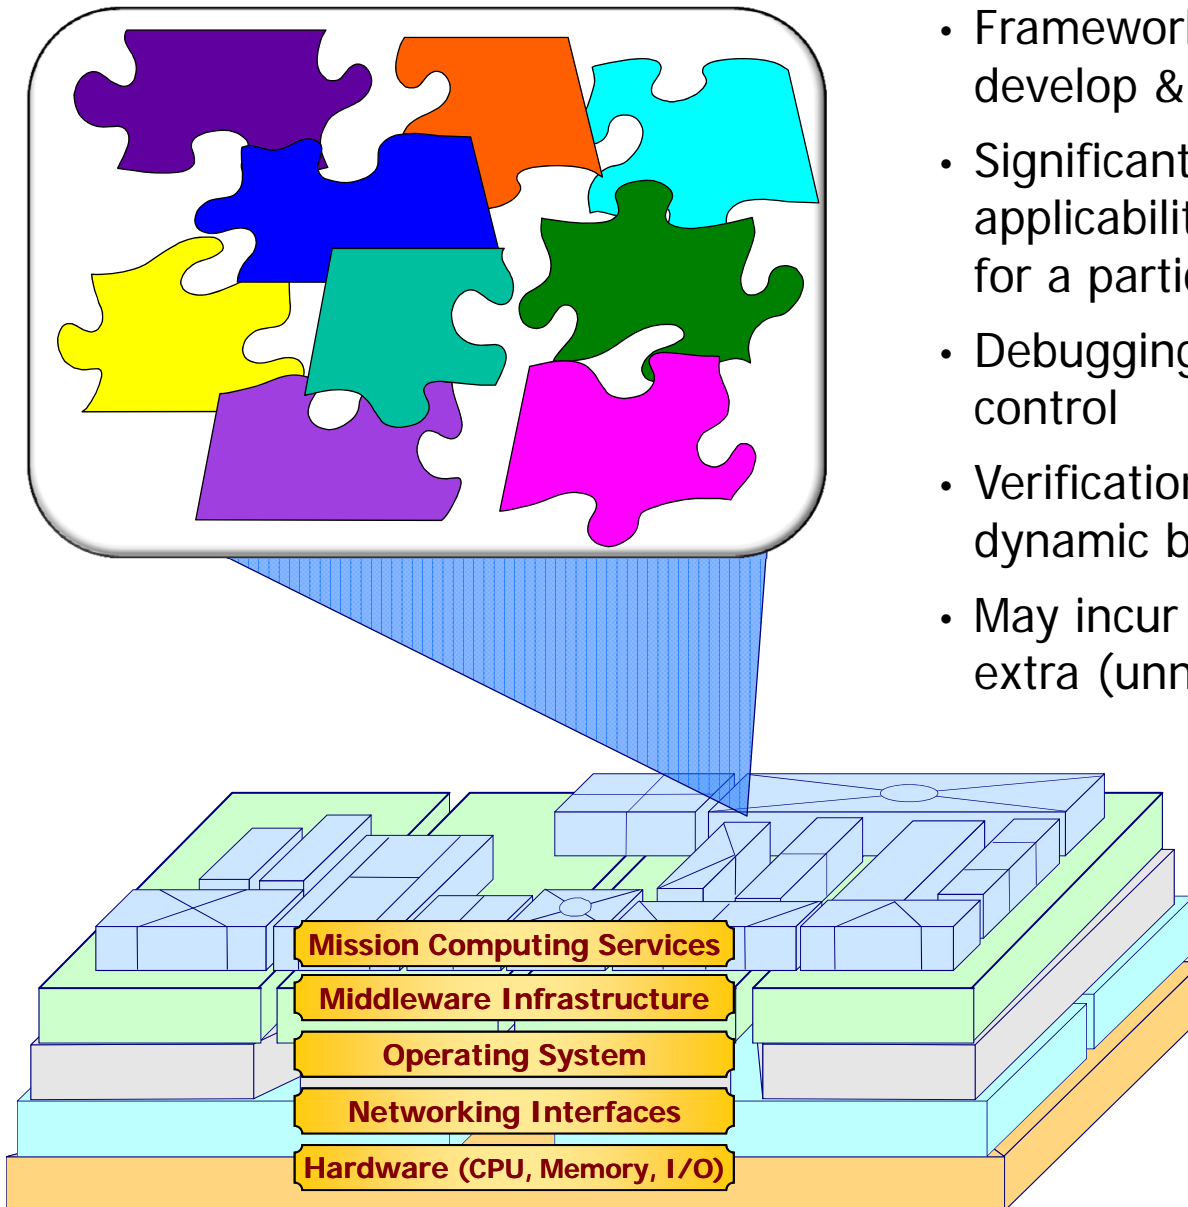 • Framework
develop &
• Significant
applicabilit
for a partic
• Debugging
control
• Verification
dynamic b
• May incur
extra (unn
Mission Computing Services
Middleware Infrastructure
Operating System
Networking Interfaces
Hardware (CPU, Memory, I/O)